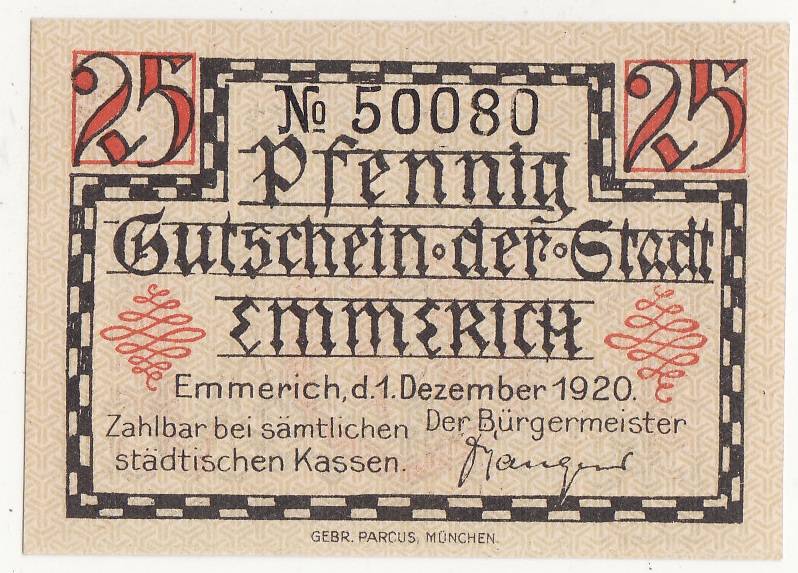 25 25
№ 50080
Pfennig
Gutschein · der · Stadt
EMMERICH
Emmerich, d. 1. Dezember 1920.
Zahlbar bei sämtlichen
städtischen Kassen.
Der Bürgermeister
GEBR. PARCUS, MÜNCHEN.